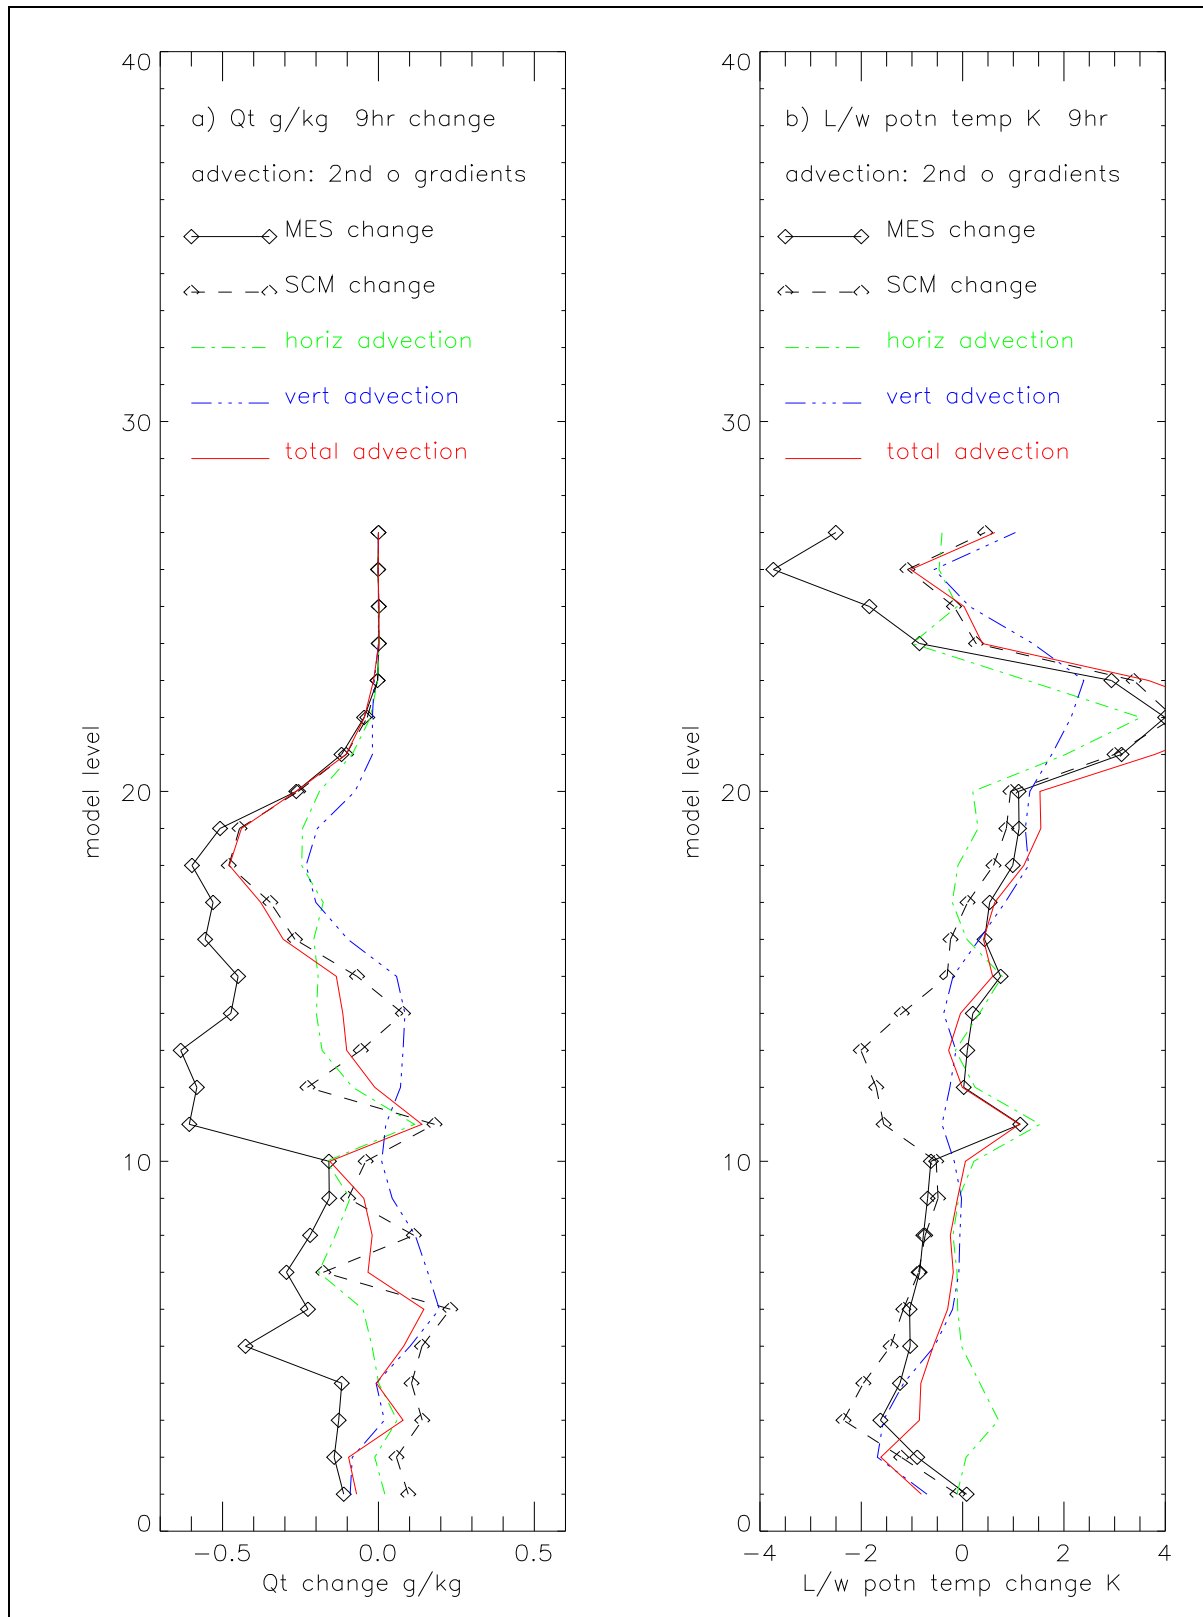 40
a) Qt g/kg 9hr change
advection: 2nd o gradients
MES change
SCM change
horiz advection
vert advection
total advection
30
20
10
0
model level
−0.5 0.0 0.5
Qt change g/kg
b) L/w potn temp K 9hr
advection: 2nd o gradients
MES change
SCM change
horiz advection
vert advection
total advection
40
30
20
10
0
model level
−4 −2 0 2 4
L/w potn temp change K